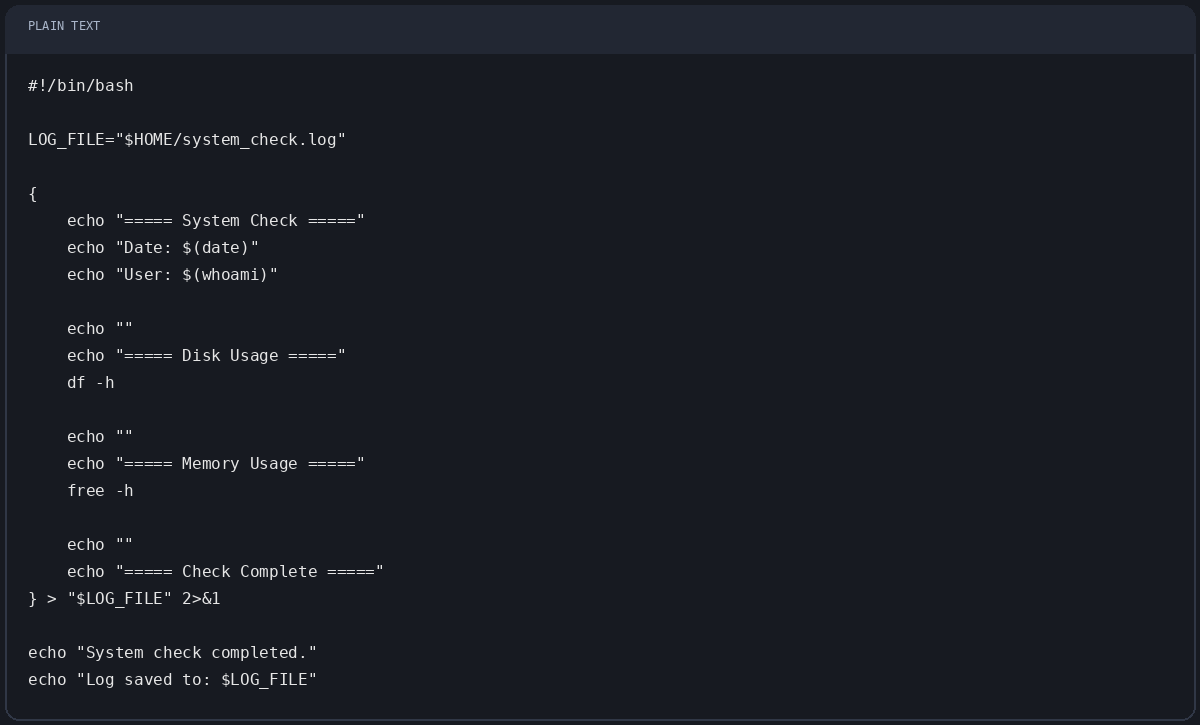 PLAIN TEXT
#!/bin/bash
LOG_FILE="$HOME/system_check.log"
{
    echo "===== System Check ====="
    echo "Date: $(date)"
    echo "User: $(whoami)"
    echo ""
    echo "===== Disk Usage ====="
    df -h
    echo ""
    echo "===== Memory Usage ====="
    free -h
    echo ""
    echo "===== Check Complete ====="
} > "$LOG_FILE" 2>&1
echo "System check completed."
echo "Log saved to: $LOG_FILE"